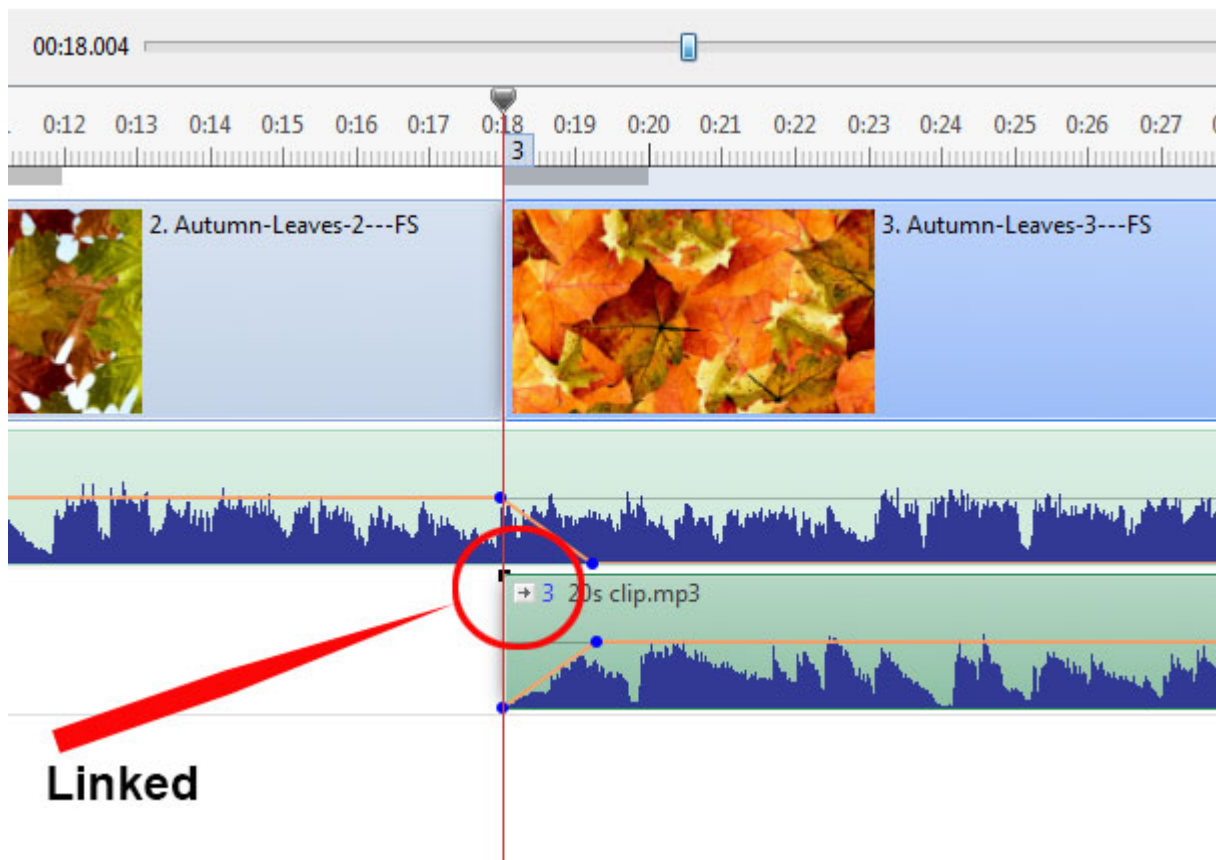 00:18.004
0:12 0:13 0:14 0:15 0:16 0:17 0:18 0:19 0:20 0:21 0:22 0:23 0:24 0:25 0:26 0:27
3
2. Autumn-Leaves-2---FS
3. Autumn-Leaves-3---FS
3 20s clip.mp3
Linked